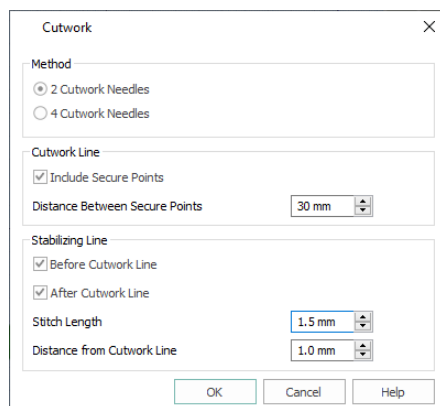 Cutwork
Method
2 Cutwork Needles
4 Cutwork Needles
Cutwork Line
Include Secure Points
Distance Between Secure Points 30 mm
Stabilizing Line
Before Cutwork Line
After Cutwork Line
Stitch Length 1.5 mm
Distance from Cutwork Line 1.0 mm
OK Cancel Help